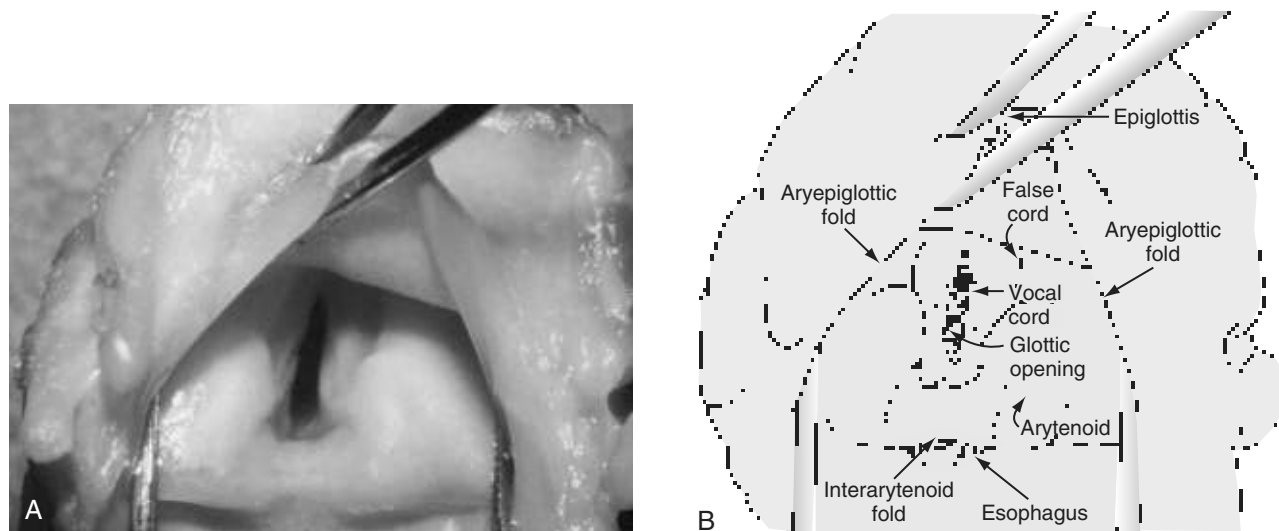 Epiglottis
Aryepiglottic
fold
False
cord
Aryepiglottic
fold
Vocal
cord
Glottic
opening
Arytenoid
Interarytenoid
fold
Esophagus
A
B